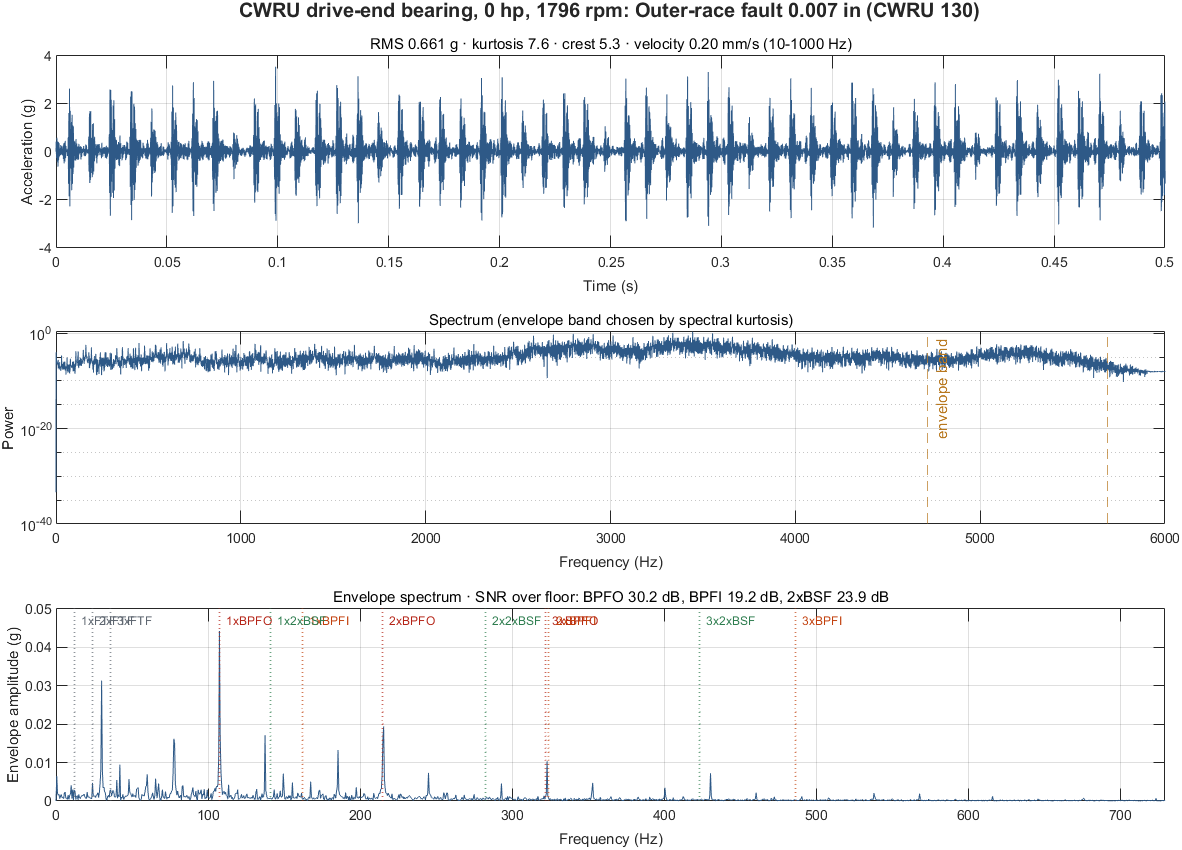 CWRU drive-end bearing, 0 hp, 1796 rpm: Outer-race fault 0.007 in (CWRU 130)
RMS 0.661 g · kurtosis 7.6 · crest 5.3 · velocity 0.20 mm/s (10-1000 Hz)
Acceleration (g)
4
2
0
-2
-4
0 0.05 0.1 0.15 0.2 0.25 0.3 0.35 0.4 0.45 0.5
Time (s)
Spectrum (envelope band chosen by spectral kurtosis)
Power
10^0
10^-20
10^-40
envelope band
0 1000 2000 3000 4000 5000 6000
Frequency (Hz)
Envelope spectrum · SNR over floor: BPFO 30.2 dB, BPFI 19.2 dB, 2xBSF 23.9 dB
Envelope amplitude (g)
0.05
0.04
0.03
0.02
0.01
0
3xFTF 1xBPFO 1x2xBSF 1xBPFI 2xBPFO 2x2xBSF 3x2xBSF 3xBPFI
0 100 200 300 400 500 600 700
Frequency (Hz)